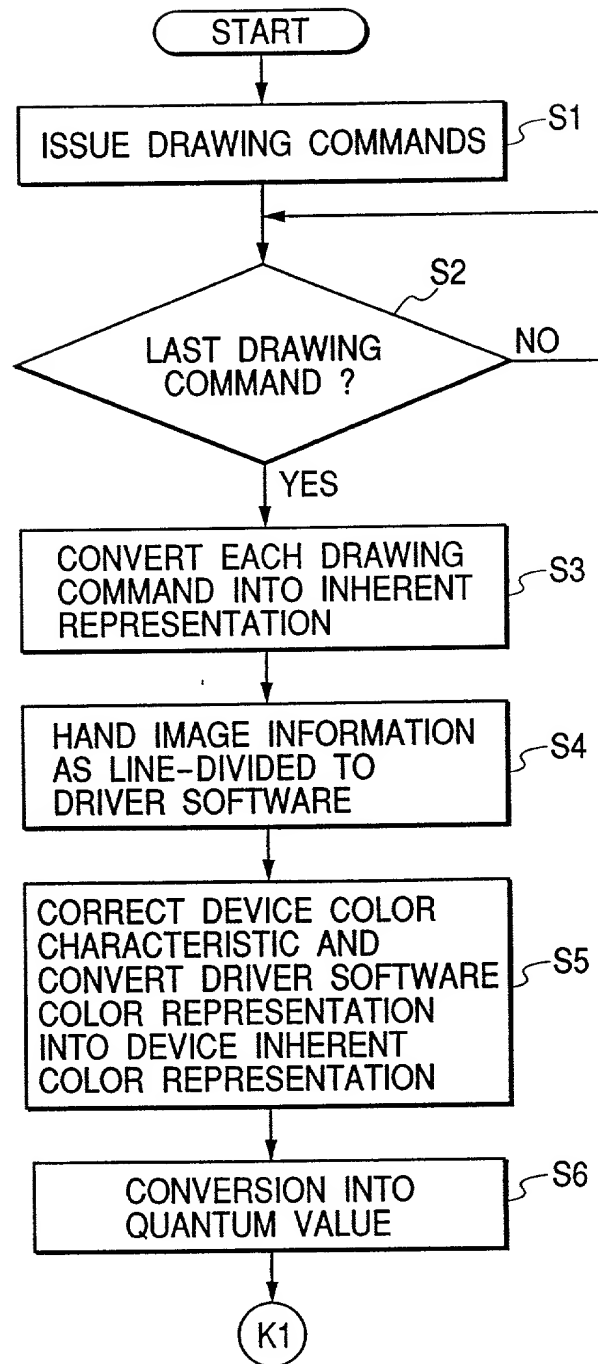 START
ISSUE DRAWING COMMANDS
S1
S2
LAST DRAWING
COMMAND ?
NO
YES
CONVERT EACH DRAWING
COMMAND INTO INHERENT
REPRESENTATION
S3
HAND IMAGE INFORMATION
AS LINE-DIVIDED TO
DRIVER SOFTWARE
S4
CORRECT DEVICE COLOR
CHARACTERISTIC AND
CONVERT DRIVER SOFTWARE
COLOR REPRESENTATION
INTO DEVICE INHERENT
COLOR REPRESENTATION
S5
CONVERSION INTO
QUANTUM VALUE
S6
K1